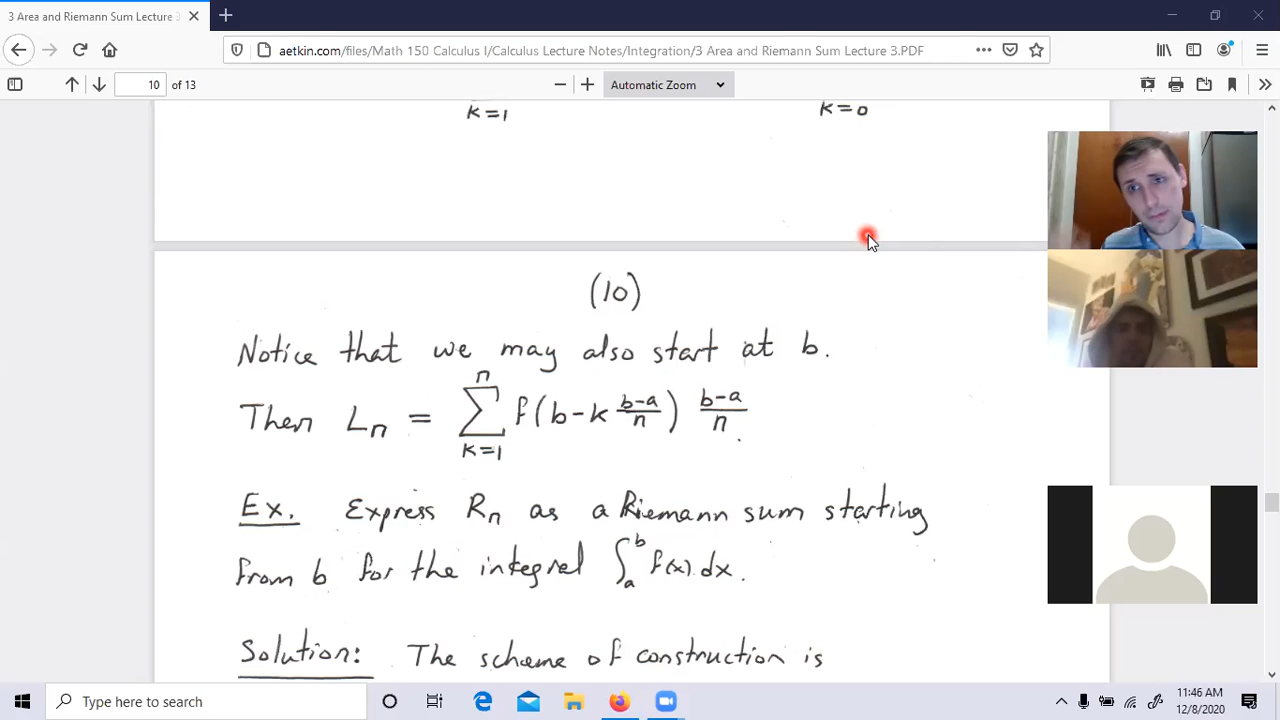 3 Area and Riemann Sum Lecture 3
aetkin.com/files/Math 150 Calculus I/Calculus Lecture Notes/Integration/3 Area and Riemann Sum Lecture 3.PDF
10 of 13
Automatic Zoom
K=1 K=0
(10)
Notice that we may also start at b.
Then Lₙ = ∑ₖ₌₁ⁿ f(b-k (b-a)/n) (b-a)/n.
Ex. Express Rₙ as a Riemann sum starting
from b for the integral ∫ₐᵇ f(x) dx.
Solution: The scheme of construction is
Type here to search
11:46 AM
12/8/2020